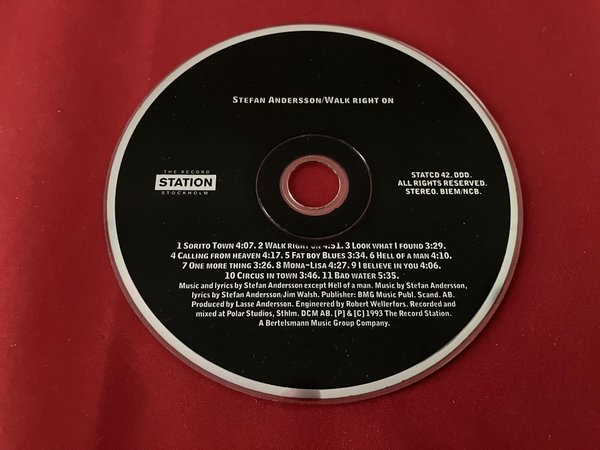 STEFAN ANDERSSON/WALK RIGHT ON
THE RECORD
STATION
STOCKHOLM
STATCD 42. DDD.
ALL RIGHTS RESERVED.
STEREO. BIEM/NCB.
1 SORITO TOWN 4:07. 2 WALK RIGHT ON 4:51. 3 LOOK WHAT I FOUND 3:29.
4 CALLING FROM HEAVEN 4:17. 5 FAT BOY BLUES 3:34. 6 HELL OF A MAN 4:10.
7 ONE MORE THING 3:26. 8 MONA-LISA 4:27. 9 I BELIEVE IN YOU 4:06.
10 CIRCUS IN TOWN 3:46. 11 BAD WATER 5:35.
Music and lyrics by Stefan Andersson except Hell of a man. Music by Stefan Andersson,
lyrics by Stefan Andersson/Jim Walsh. Publisher: BMG Music Publ. Scand. AB.
Produced by Lasse Andersson. Engineered by Robert Wellerfors. Recorded and
mixed at Polar Studios, Sthlm. DCM AB. [P] & [C] 1993 The Record Station.
A Bertelsmann Music Group Company.